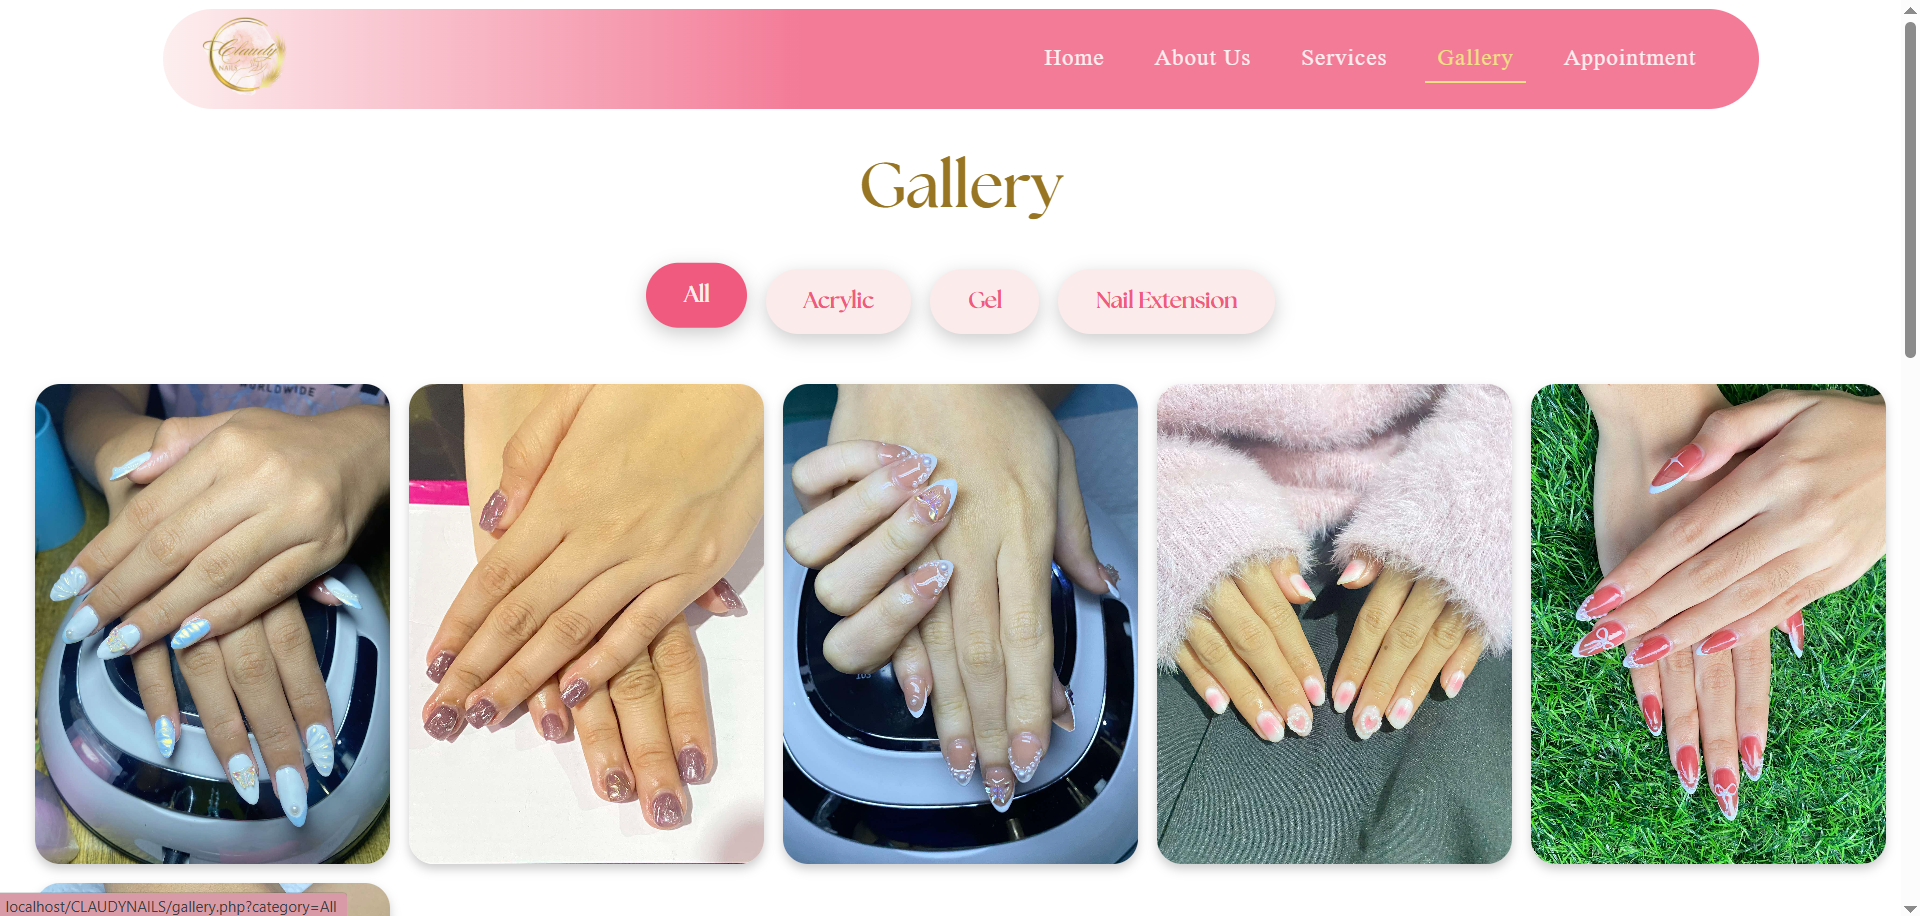 Claudy
NAILS
Home
About Us
Services
Gallery
Appointment
Gallery
All
Acrylic
Gel
Nail Extension
WORLDWIDE
localhost/CLAUDYNAILS/gallery.php?category=All